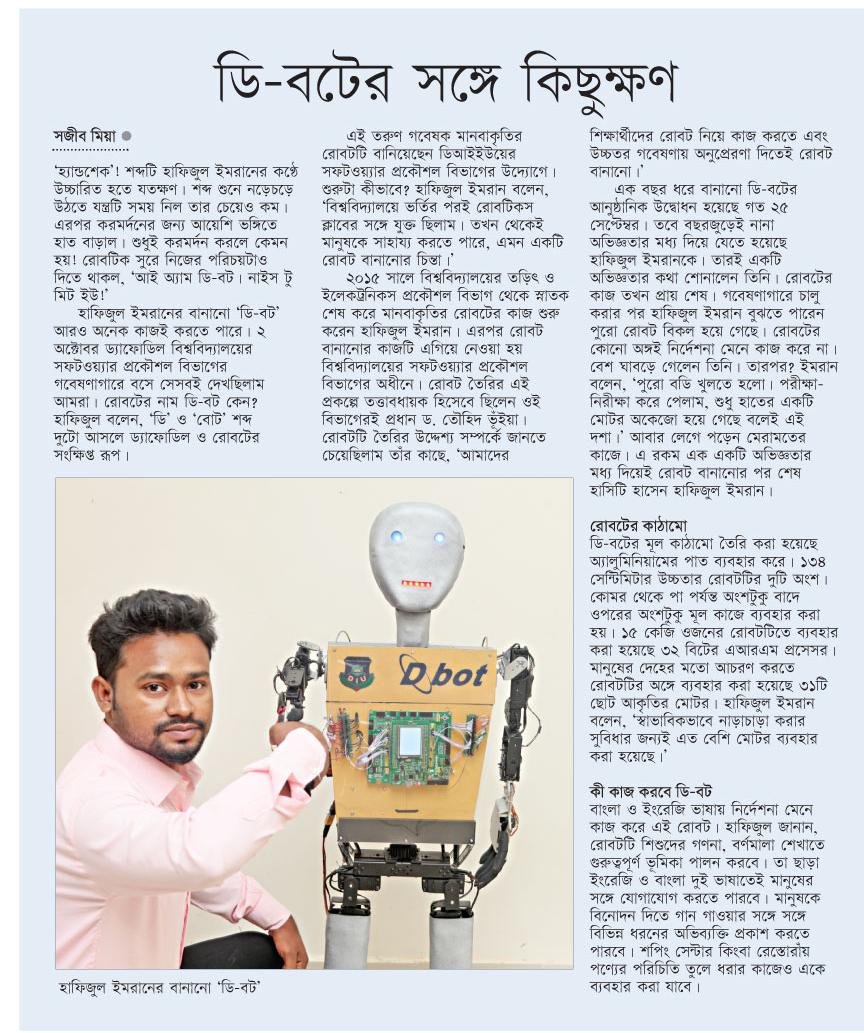 ডি-বটের সঙ্গে কিছুক্ষণ
সজীব মিয়া
‘হ্যান্ডশেক’! শব্দটি হাফিজুল ইমরানের কণ্ঠে
উচ্চারিত হতে যতক্ষণ। শব্দ শুনে নড়েচড়ে
উঠতে যন্ত্রটি সময় নিল তার চেয়েও কম।
এরপর করমর্দনের জন্য আয়েশি ভঙ্গিতে
হাত বাড়াল। শুধুই করমর্দন করলে কেমন
হয়! রোবটিক সুরে নিজের পরিচয়টাও
দিতে থাকল, ‘আই অ্যাম ডি-বট। নাইস টু
মিট ইউ!’
হাফিজুল ইমরানের বানানো ‘ডি-বট’
আরও অনেক কাজই করতে পারে। ২
অক্টোবর ড্যাফোডিল বিশ্ববিদ্যালয়ের
সফটওয়্যার প্রকৌশল বিভাগের
গবেষণাগারে বসে সেসবই দেখছিলাম
আমরা। রোবটের নাম ডি-বট কেন?
হাফিজুল বলেন, ‘ডি’ ও ‘বোট’ শব্দ
দুটো আসলে ড্যাফোডিল ও রোবটের
সংক্ষিপ্ত রূপ।
এই তরুণ গবেষক মানবাকৃতির
রোবটটি বানিয়েছেন ডিআইইউয়ের
সফটওয়্যার প্রকৌশল বিভাগের উদ্যোগে।
শুরুটা কীভাবে? হাফিজুল ইমরান বলেন,
‘বিশ্ববিদ্যালয়ে ভর্তির পরই রোবটিকস
ক্লাবের সঙ্গে যুক্ত ছিলাম। তখন থেকেই
মানুষকে সাহায্য করতে পারে, এমন একটি
রোবট বানানোর চিন্তা।’
২০১৫ সালে বিশ্ববিদ্যালয়ের তড়িৎ ও
ইলেকট্রনিকস প্রকৌশল বিভাগ থেকে স্নাতক
শেষ করে মানবাকৃতির রোবটের কাজ শুরু
করেন হাফিজুল ইমরান। এরপর রোবট
বানানোর কাজটি এগিয়ে নেওয়া হয়
বিশ্ববিদ্যালয়ের সফটওয়্যার প্রকৌশল
বিভাগের অধীনে। রোবট তৈরির এই
প্রকল্পে তত্তাবধায়ক হিসেবে ছিলেন ওই
বিভাগেরই প্রধান ড. তৌহিদ ভূঁইয়া।
রোবটটি তৈরির উদ্দেশ্য সম্পর্কে জানতে
চেয়েছিলাম তাঁর কাছে, ‘আমাদের
শিক্ষার্থীদের রোবট নিয়ে কাজ করতে এবং
উচ্চতর গবেষণায় অনুপ্রেরণা দিতেই রোবট
বানানো।’
এক বছর ধরে বানানো ডি-বটের
আনুষ্ঠানিক উদ্বোধন হয়েছে গত ২৫
সেপ্টেম্বর। তবে বছরজুড়েই নানা
অভিজ্ঞতার মধ্য দিয়ে যেতে হয়েছে
হাফিজুল ইমরানকে। তারই একটি
অভিজ্ঞতার কথা শোনালেন তিনি। রোবটের
কাজ তখন প্রায় শেষ। গবেষণাগারে চালু
করার পর হাফিজুল ইমরান বুঝতে পারেন
পুরো রোবট বিকল হয়ে গেছে। রোবটের
কোনো অঙ্গই নির্দেশনা মেনে কাজ করে না।
বেশ ঘাবড়ে গেলেন তিনি। তারপর? ইমরান
বলেন, ‘পুরো বডি খুলতে হলো। পরীক্ষা-
নিরীক্ষা করে পেলাম, শুধু হাতের একটি
মোটর অকেজো হয়ে গেছে বলেই এই
দশা।’ আবার লেগে পড়েন মেরামতের
কাজে। এ রকম এক একটি অভিজ্ঞতার
মধ্য দিয়েই রোবট বানানোর পর শেষ
হাসিটি হাসেন হাফিজুল ইমরান।
রোবটের কাঠামো
ডি-বটের মূল কাঠামো তৈরি করা হয়েছে
অ্যালুমিনিয়ামের পাত ব্যবহার করে। ১৩৪
সেন্টিমিটার উচ্চতার রোবটটির দুটি অংশ।
কোমর থেকে পা পর্যন্ত অংশটুকু বাদে
ওপরের অংশটুকু মূল কাজে ব্যবহার করা
হয়। ১৫ কেজি ওজনের রোবটটিতে ব্যবহার
করা হয়েছে ৩২ বিটের এআরএম প্রসেসর।
মানুষের দেহের মতো আচরণ করতে
রোবটটির অঙ্গে ব্যবহার করা হয়েছে ৩১টি
ছোট আকৃতির মোটর। হাফিজুল ইমরান
বলেন, ‘স্বাভাবিকভাবে নাড়াচাড়া করার
সুবিধার জন্যই এত বেশি মোটর ব্যবহার
করা হয়েছে।’
কী কাজ করবে ডি-বট
বাংলা ও ইংরেজি ভাষায় নির্দেশনা মেনে
কাজ করে এই রোবট। হাফিজুল জানান,
রোবটটি শিশুদের গণনা, বর্ণমালা শেখাতে
গুরুত্বপূর্ণ ভূমিকা পালন করবে। তা ছাড়া
ইংরেজি ও বাংলা দুই ভাষাতেই মানুষের
সঙ্গে যোগাযোগ করতে পারবে। মানুষকে
বিনোদন দিতে গান গাওয়ার সঙ্গে সঙ্গে
বিভিন্ন ধরনের অভিব্যক্তি প্রকাশ করতে
পারবে। শপিং সেন্টার কিংবা রেস্তোরাঁয়
পণ্যের পরিচিতি তুলে ধরার কাজেও একে
ব্যবহার করা যাবে।
DIU
D bot
হাফিজুল ইমরানের বানানো ‘ডি-বট’